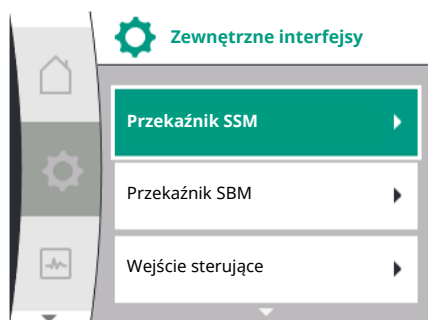 Zewnętrzne interfejsy
Przekaźnik SSM
Przekaźnik SBM
Wejście sterujące